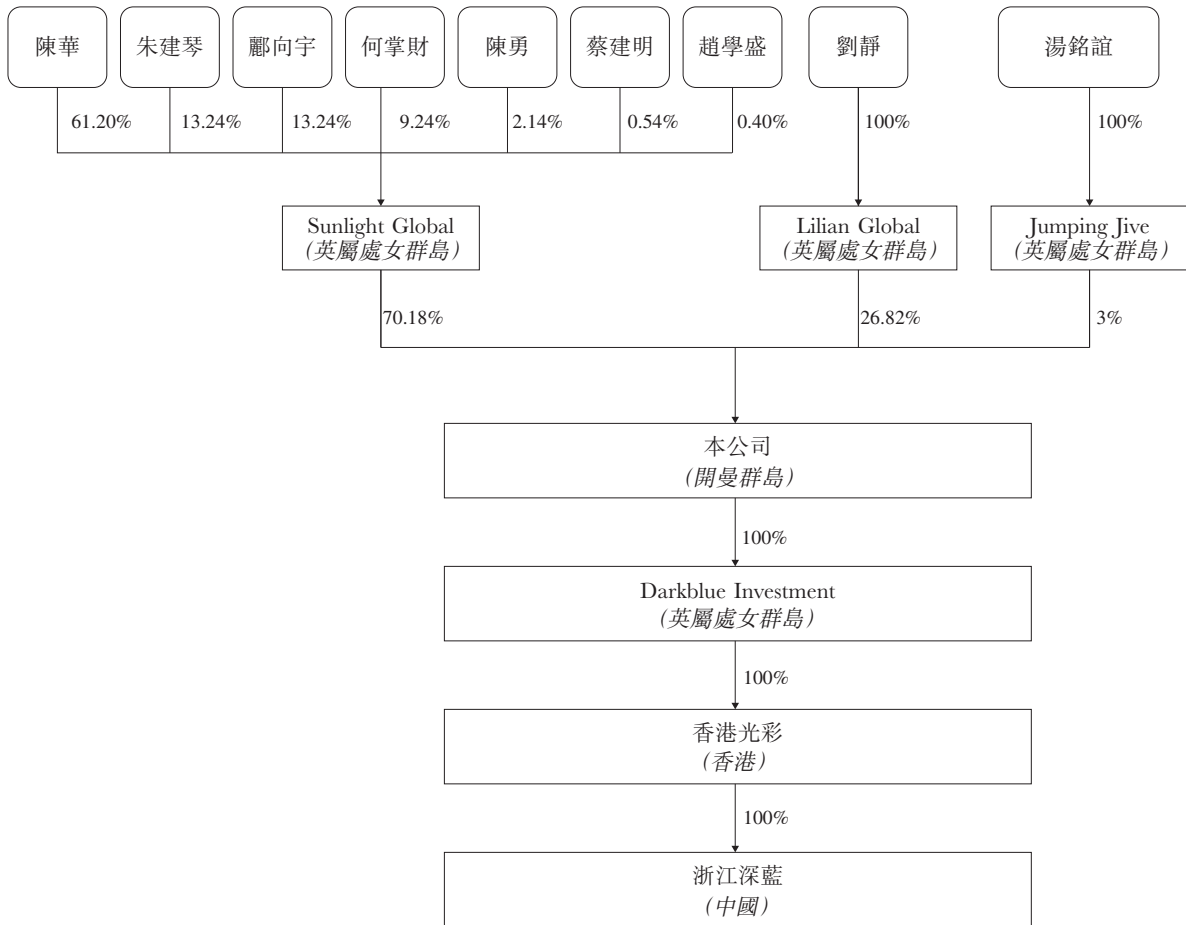 陳華
朱建琴
酈向宇
何掌財
陳勇
蔡建明
趙學盛
劉靜
湯銘誼
61.20%
13.24%
13.24%
9.24%
2.14%
0.54%
0.40%
100%
100%
Sunlight Global
(英屬處女群島)
Lilian Global
(英屬處女群島)
Jumping Jive
(英屬處女群島)
70.18%
26.82%
3%
本公司
(開曼群島)
100%
Darkblue Investment
(英屬處女群島)
100%
香港光彩
(香港)
100%
浙江深藍
(中國)